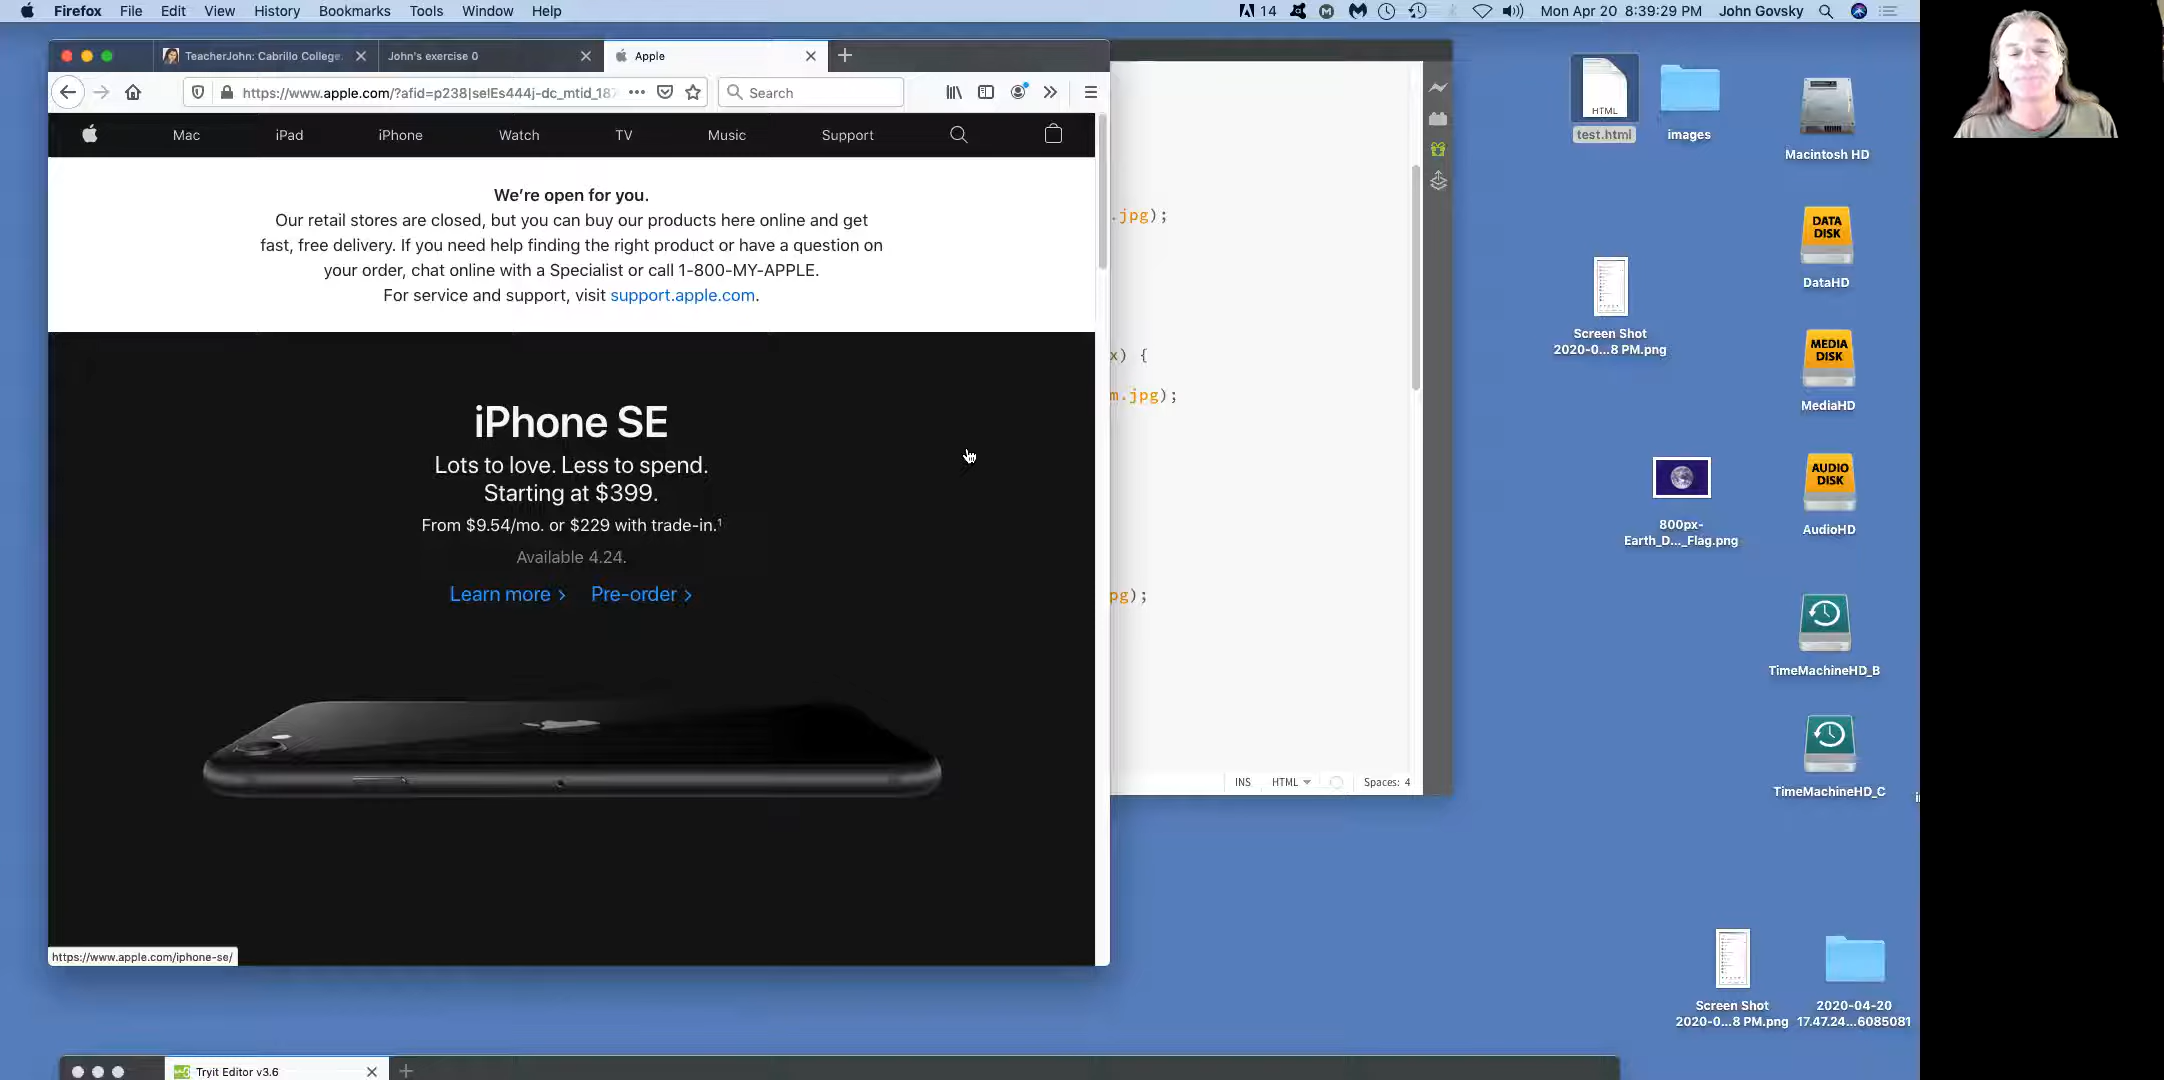 Firefox File Edit View History Bookmarks Tools Window Help
14
Mon Apr 20 8:39:29 PM John Govsky
TeacherJohn: Cabrillo College
John's exercise 0
Apple
https://www.apple.com/?afid=p238|seIEs444j-dc_mtid_187
Search
Mac iPad iPhone Watch TV Music Support
We're open for you.
Our retail stores are closed, but you can buy our products here online and get
fast, free delivery. If you need help finding the right product or have a question on
your order, chat online with a Specialist or call 1-800-MY-APPLE.
For service and support, visit support.apple.com.
iPhone SE
Lots to love. Less to spend.
Starting at $399.
From $9.54/mo. or $229 with trade-in.¹
Available 4.24.
Learn more > Pre-order >
https://www.apple.com/iphone-se/
.jpg);
x) {
m.jpg);
pg);
INS HTML Spaces: 4
HTML
test.html
images
Macintosh HD
DATA
DISK
DataHD
Screen Shot
2020-0...8 PM.png
MEDIA
DISK
MediaHD
800px-
Earth_D..._Flag.png
AUDIO
DISK
AudioHD
TimeMachineHD_B
TimeMachineHD_C
Screen Shot
2020-0...8 PM.png
2020-04-20
17.47.24...6085081
Tryit Editor v3.6